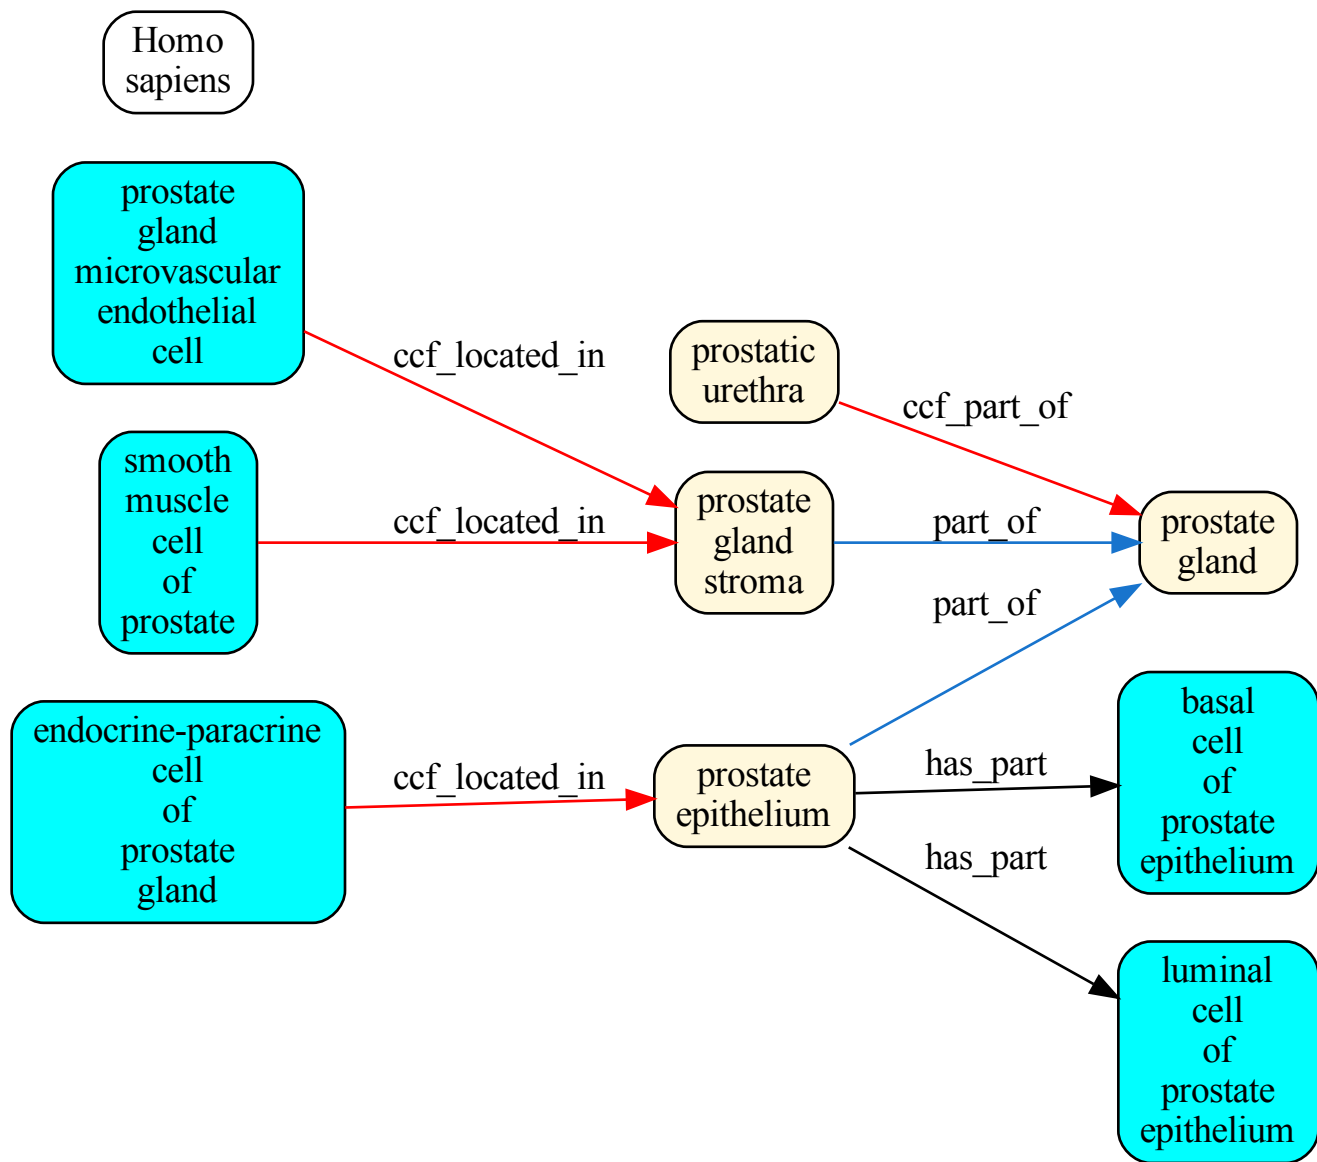 Homo
sapiens
prostate
gland
microvascular
endothelial
cell
ccf_located_in
prostatic
urethra
ccf_part_of
smooth
muscle
cell
of
prostate
ccf_located_in
prostate
gland
stroma
part_of
prostate
gland
part_of
endocrine-paracrine
cell
of
prostate
gland
ccf_located_in
prostate
epithelium
has_part
basal
cell
of
prostate
epithelium
has_part
luminal
cell
of
prostate
epithelium